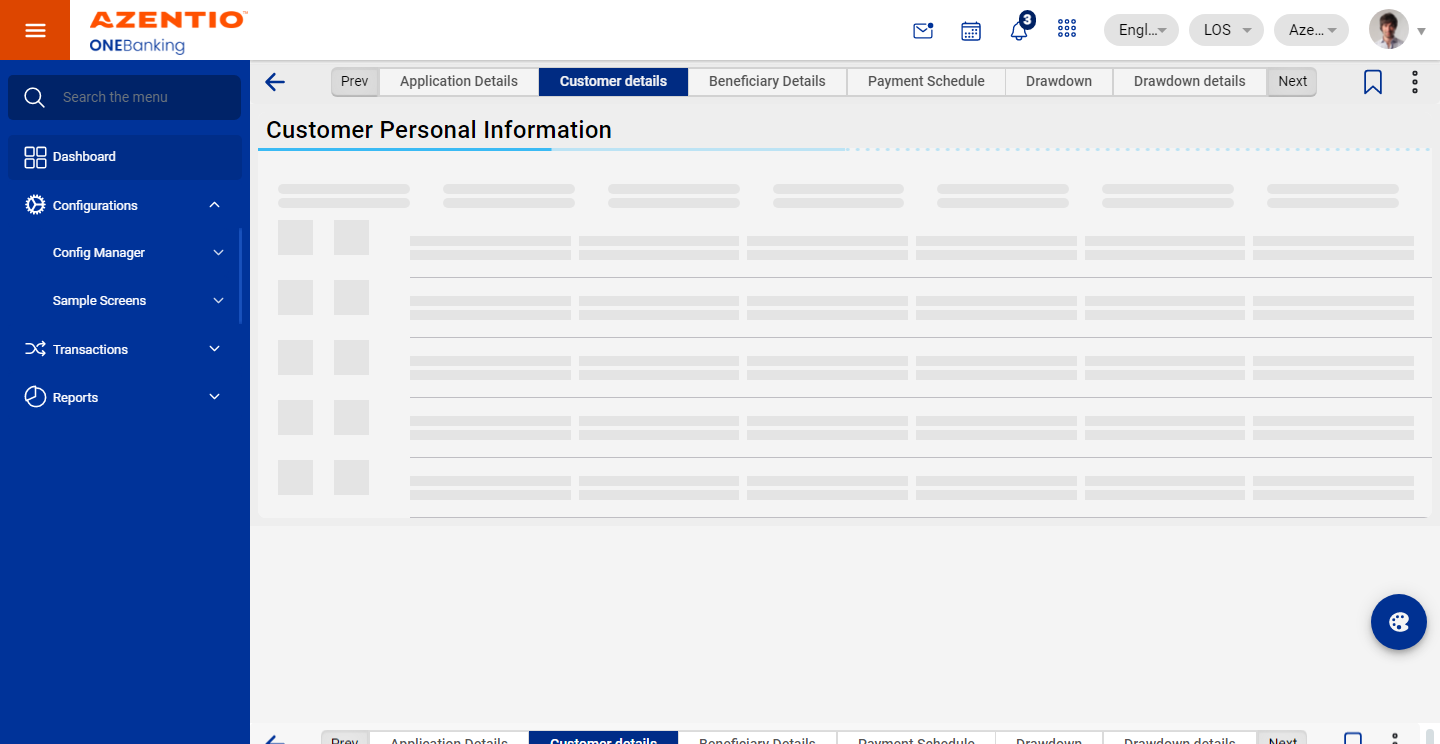 AZENTIO™
ONEBanking
3
Engl...
LOS
Aze...
Search the menu
Dashboard
Configurations
Config Manager
Sample Screens
Transactions
Reports
Prev Application Details Customer details Beneficiary Details Payment Schedule Drawdown Drawdown details Next
Customer Personal Information
Prev Application Details Customer details Beneficiary Details Payment Schedule Drawdown Drawdown details Next